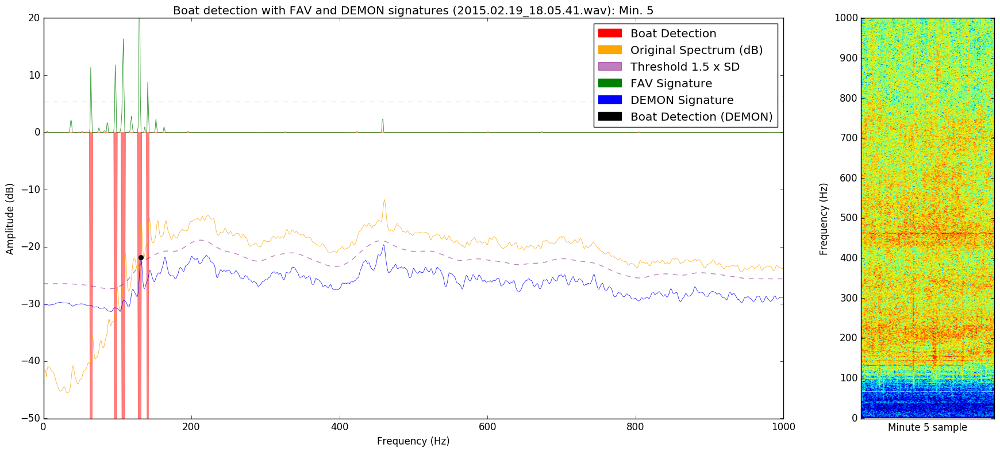 Boat detection with FAV and DEMON signatures (2015.02.19_18.05.41.wav): Min. 5
20
10
0
−10
−20
−30
−40
−50
Amplitude (dB)
0
200
400
600
800
1000
Frequency (Hz)
Boat Detection
Original Spectrum (dB)
Threshold 1.5 x SD
FAV Signature
DEMON Signature
Boat Detection (DEMON)
1000
900
800
700
600
500
400
300
200
100
0
Frequency (Hz)
Minute 5 sample